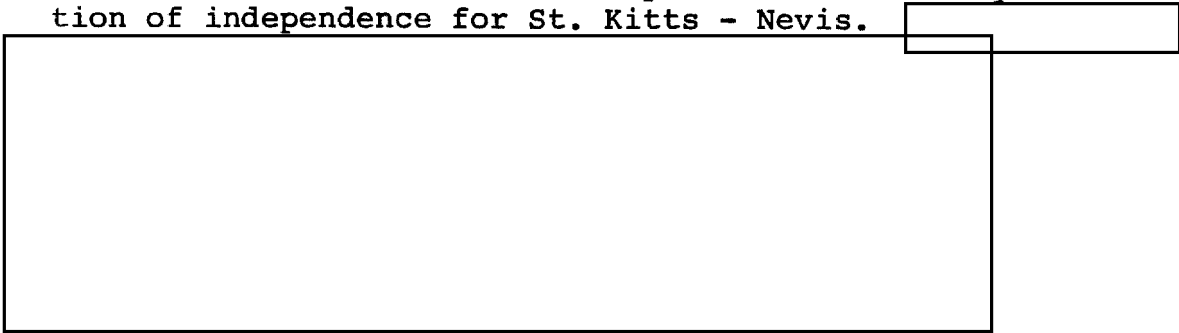 tion of independence for St. Kitts - Nevis.